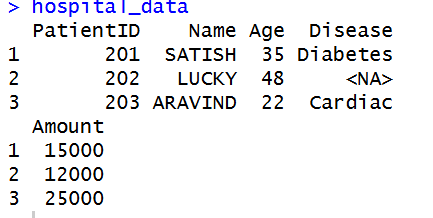 > hospital_data
PatientID Name Age Disease
1 201 SATISH 35 Diabetes
2 202 LUCKY 48 <NA>
3 203 ARAVIND 22 Cardiac
Amount
1 15000
2 12000
3 25000